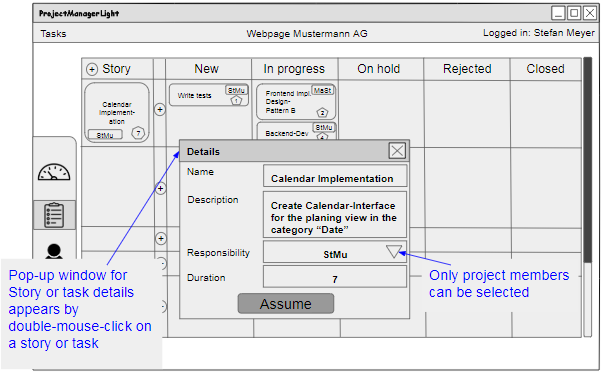 ProjectManagerLight
Tasks
Webpage Mustermann AG
Logged in: Stefan Meyer
+ Story
New
In progress
On hold
Rejected
Closed
Calendar
Implement-
ation
StMu
7
+
Write tests
StMu
1
Frontend Impl.
Design-
Pattern B
MaSt
2
Backend-Dev
StMu
4
+
+
Details
Name
Calendar Implementation
Description
Create Calendar-Interface
for the planing view in the
category “Date”
Responsibility
StMu
Duration
7
Assume
Pop-up window for
Story or task details
appears by
double-mouse-click on
a story or task
Only project members
can be selected